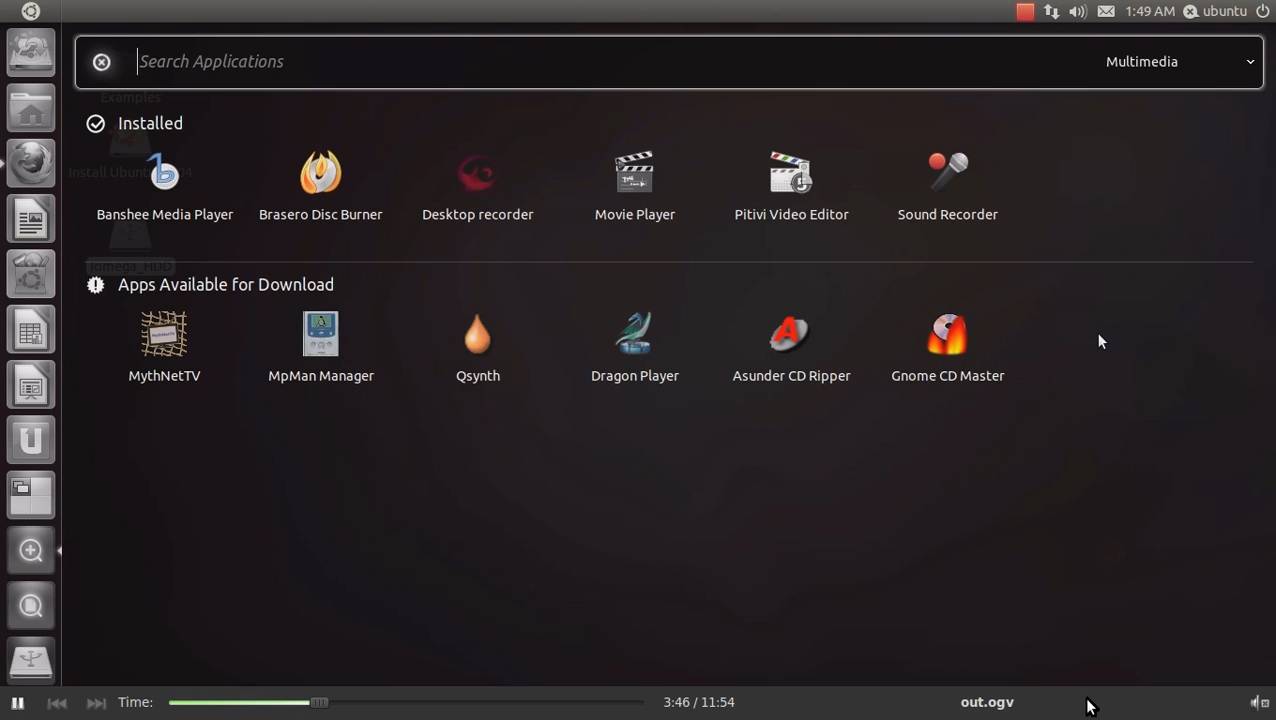 1:49 AM ubuntu
Search Applications
Multimedia
Examples
Installed
Banshee Media Player
Brasero Disc Burner
Desktop recorder
Movie Player
Pitivi Video Editor
Sound Recorder
Iomega_HDD
Apps Available for Download
MythNetTV
MpMan Manager
Qsynth
Dragon Player
Asunder CD Ripper
Gnome CD Master
Time:
3:46 / 11:54
out.ogv